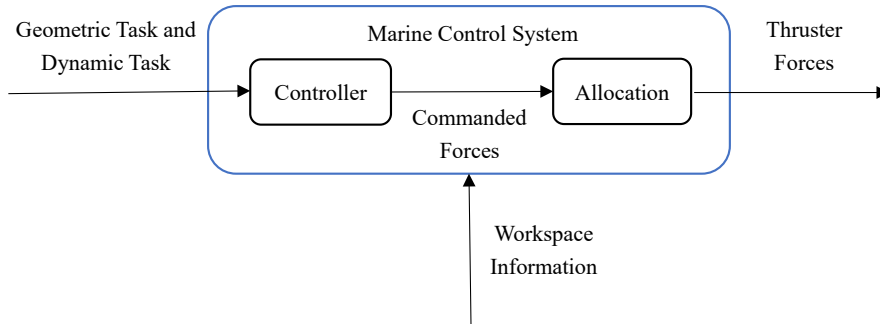 Geometric Task and
Dynamic Task
Marine Control System
Thruster
Forces
Controller
Commanded
Forces
Allocation
Workspace
Information